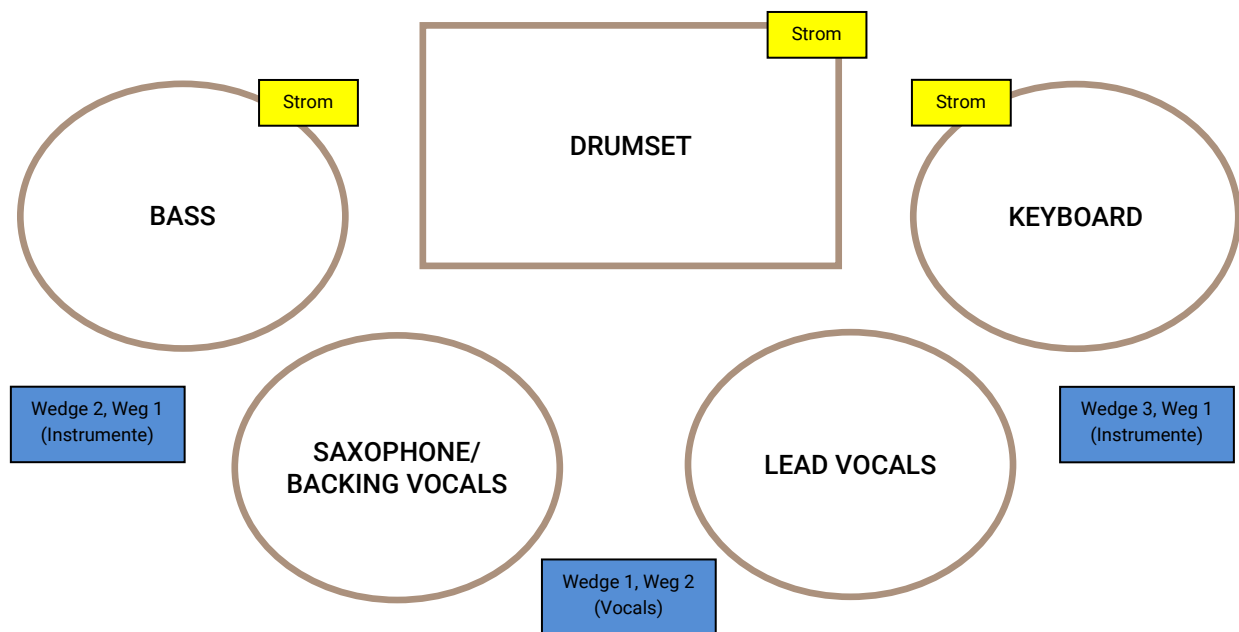 Strom
Strom
Strom
DRUMSET
BASS
KEYBOARD
Wedge 2, Weg 1
(Instrumente)
Wedge 3, Weg 1
(Instrumente)
SAXOPHONE/
BACKING VOCALS
LEAD VOCALS
Wedge 1, Weg 2
(Vocals)